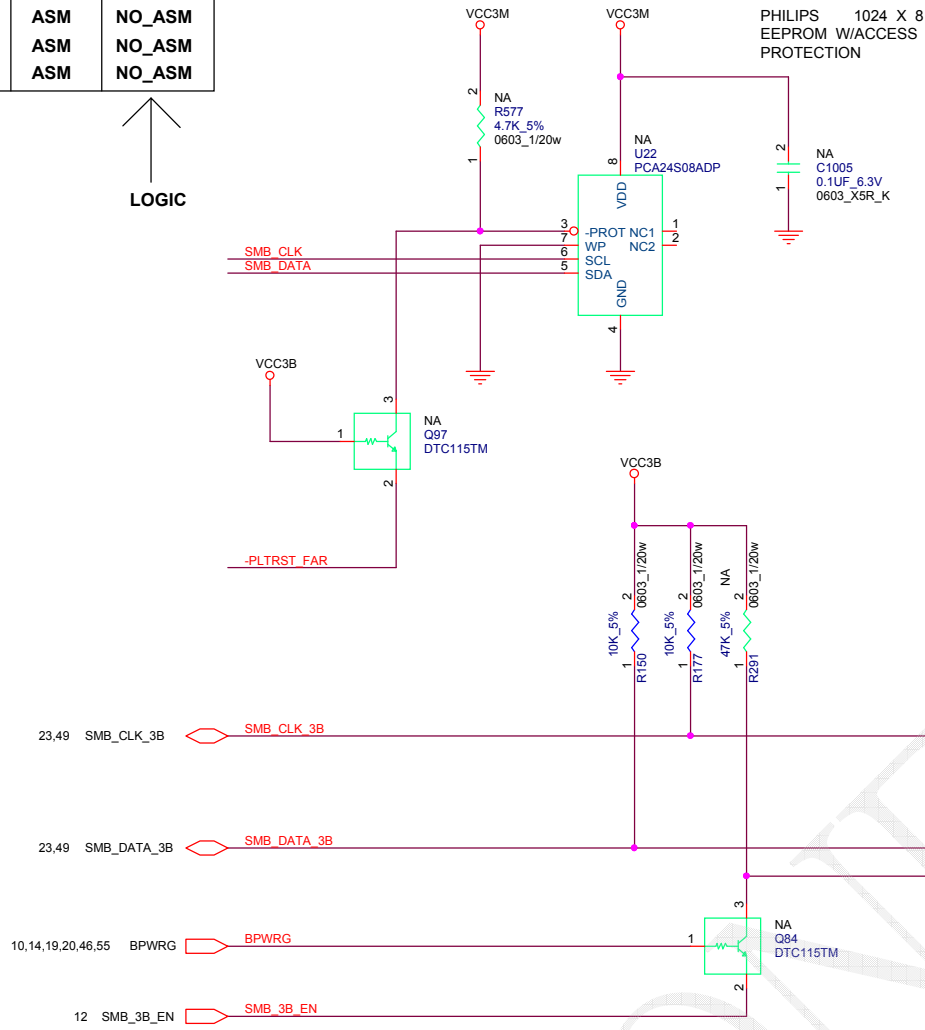 ASM NO_ASM
ASM NO_ASM
ASM NO_ASM
LOGIC
VCC3M
VCC3M
PHILIPS 1024 X 8
EEPROM W/ACCESS
PROTECTION
2
NA
R577
4.7K_5%
0603_1/20w
1
NA
U22
PCA24S08ADP
8
VDD
2
NA
C1005
0.1UF_6.3V
0603_X5R_K
1
3 -PROT NC1 1
7 WP NC2 2
6 SCL
5 SDA
GND
4
SMB_CLK
SMB_DATA
VCC3B
3
1
NA
Q97
DTC115TM
2
-PLTRST_FAR
VCC3B
10K_5% 1 2 R150 0603_1/20w
10K_5% 1 2 R177 0603_1/20w
47K_5% 1 2 NA R291 0603_1/20w
23,49 SMB_CLK_3B SMB_CLK_3B
23,49 SMB_DATA_3B SMB_DATA_3B
3
10,14,19,20,46,55 BPWRG BPWRG 1
NA
Q84
DTC115TM
2
12 SMB_3B_EN SMB_3B_EN